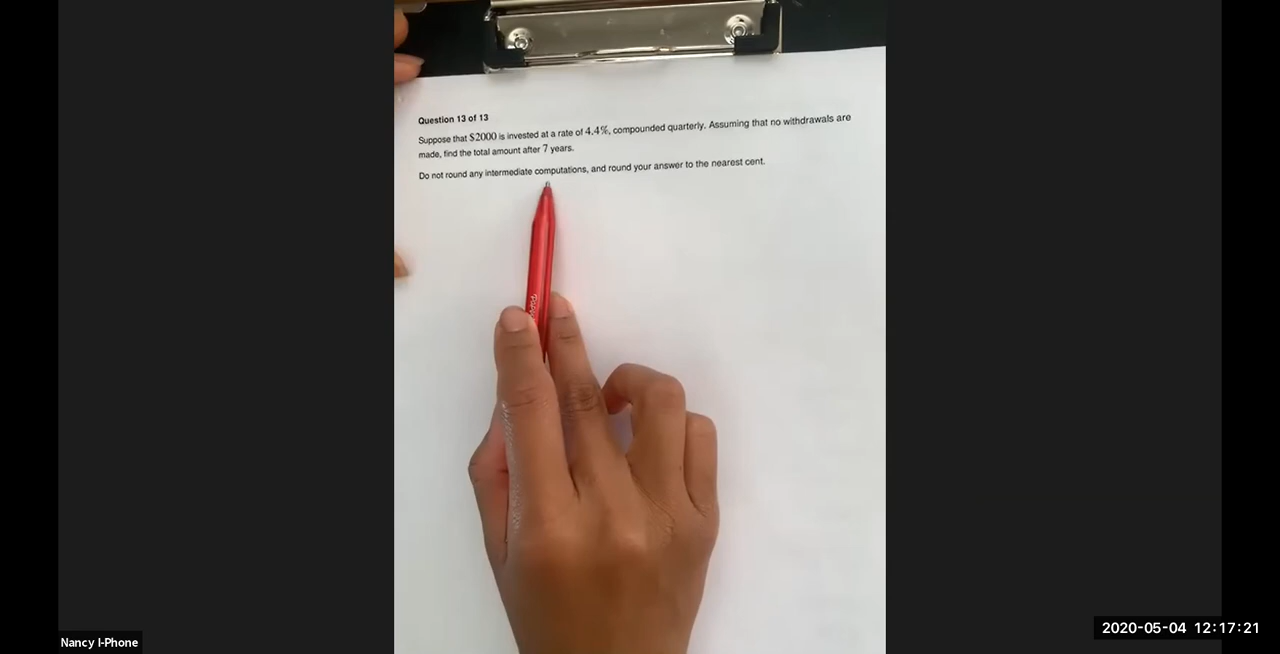 Question 13 of 13
Suppose that $2000 is invested at a rate of 4.4%, compounded quarterly. Assuming that no withdrawals are
made, find the total amount after 7 years.
Do not round any intermediate computations, and round your answer to the nearest cent.
Nancy I-Phone
2020-05-04 12:17:21